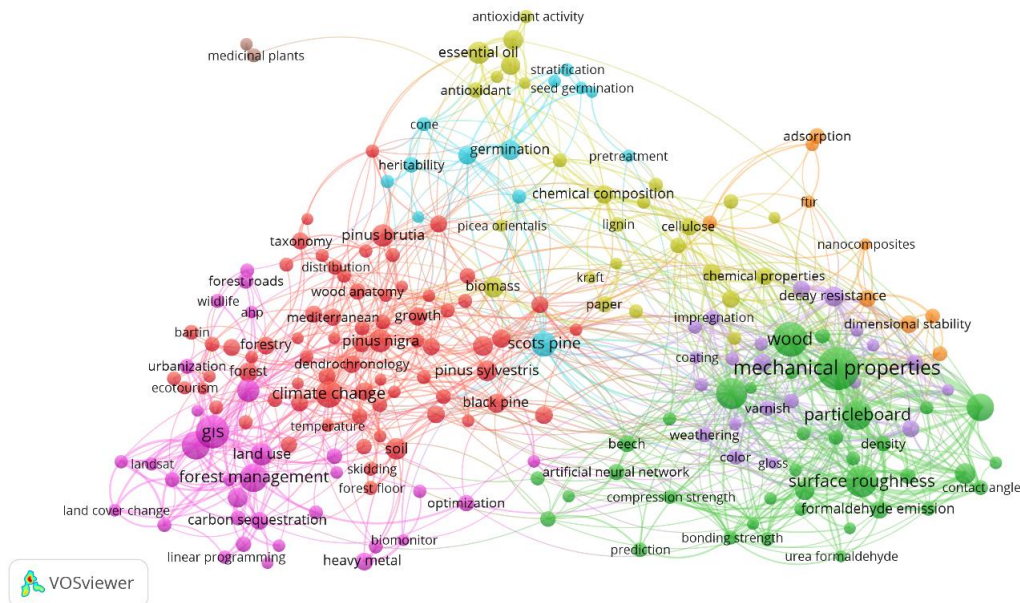 antioxidant activity
essential oil
medicinal plants
stratification
antioxidant
seed germination
cone
adsorption
germination
pretreatment
heritability
chemical composition
fur
picea orientalis
lignin
cellulose
pinus brutia
taxonomy
nanocomposites
distribution
forest roads
kraft
chemical properties
wood anatomy
biomass
decay resistance
wildlife
paper
ahp
mediterranean
growth
impregnation
dimensional stability
bartin
forestry
pinus nigra
scots pine
wood
coating
urbanization
forest
dendrochronology
pinus sylvestris
mechanical properties
ecotourism
climate change
black pine
varnish
particleboard
temperature
gis
weathering
beech
density
land use
soil
color
gloss
landsat
skidding
artificial neural network
forest management
surface roughness
contact angle
forest floor
compression strength
optimization
land cover change
formaldehyde emission
carbon sequestration
biomonitor
bonding strength
linear programming
heavy metal
prediction
urea formaldehyde
VOSviewer